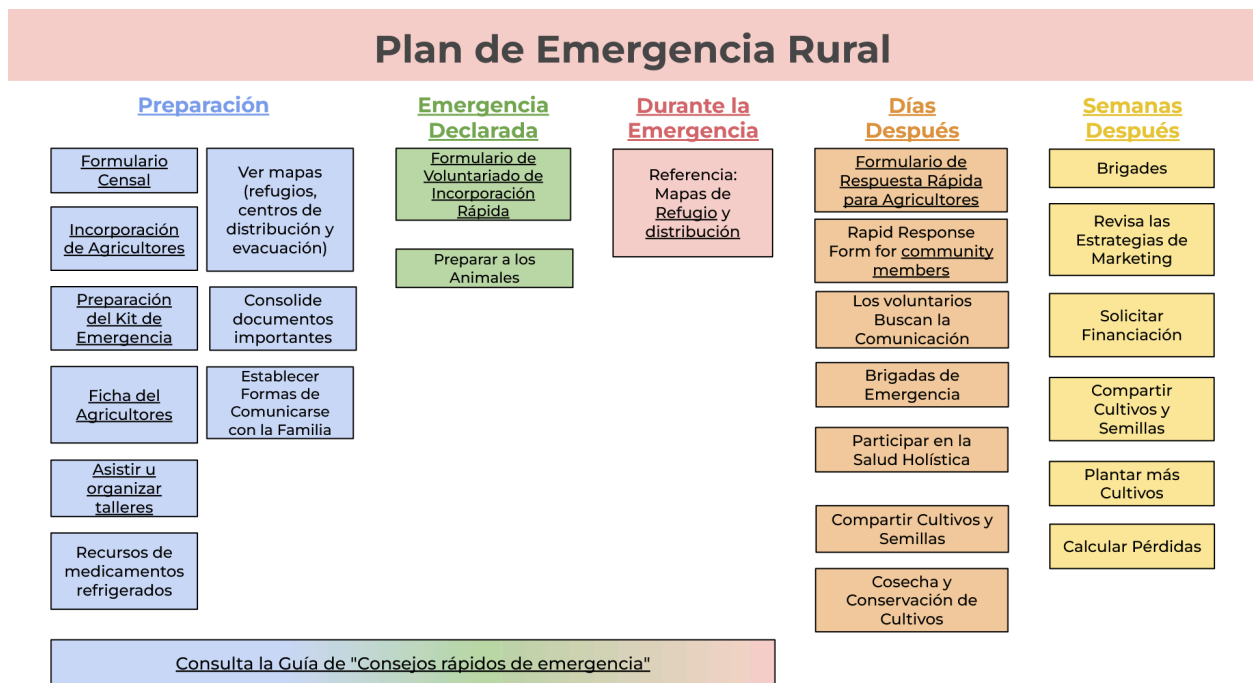 Plan de Emergencia Rural
Preparación
Formulario
Censal
Incorporación
de Agricultores
Preparación
del Kit de
Emergencia
Ficha del
Agricultores
Asistir u
organizar
talleres
Recursos de
medicamentos
refrigerados
Ver mapas
(refugios,
centros de
distribución y
evacuación)
Consolide
documentos
importantes
Establecer
Formas de
Comunicarse
con la Familia
Emergencia
Declarada
Formulario de
Voluntariado de
Incorporación
Rápida
Preparar a los
Animales
Durante la
Emergencia
Referencia:
Mapas de
Refugio y
distribución
Días
Después
Formulario de
Respuesta Rápida
para Agricultores
Rapid Response
Form for community
members
Los voluntarios
Buscan la
Comunicación
Brigadas de
Emergencia
Participar en la
Salud Holística
Compartir Cultivos y
Semillas
Cosecha y
Conservación de
Cultivos
Semanas
Después
Brigades
Revisa las
Estrategias de
Marketing
Solicitar
Financiación
Compartir
Cultivos y
Semillas
Plantar más
Cultivos
Calcular Pérdidas
Consulta la Guía de "Consejos rápidos de emergencia"